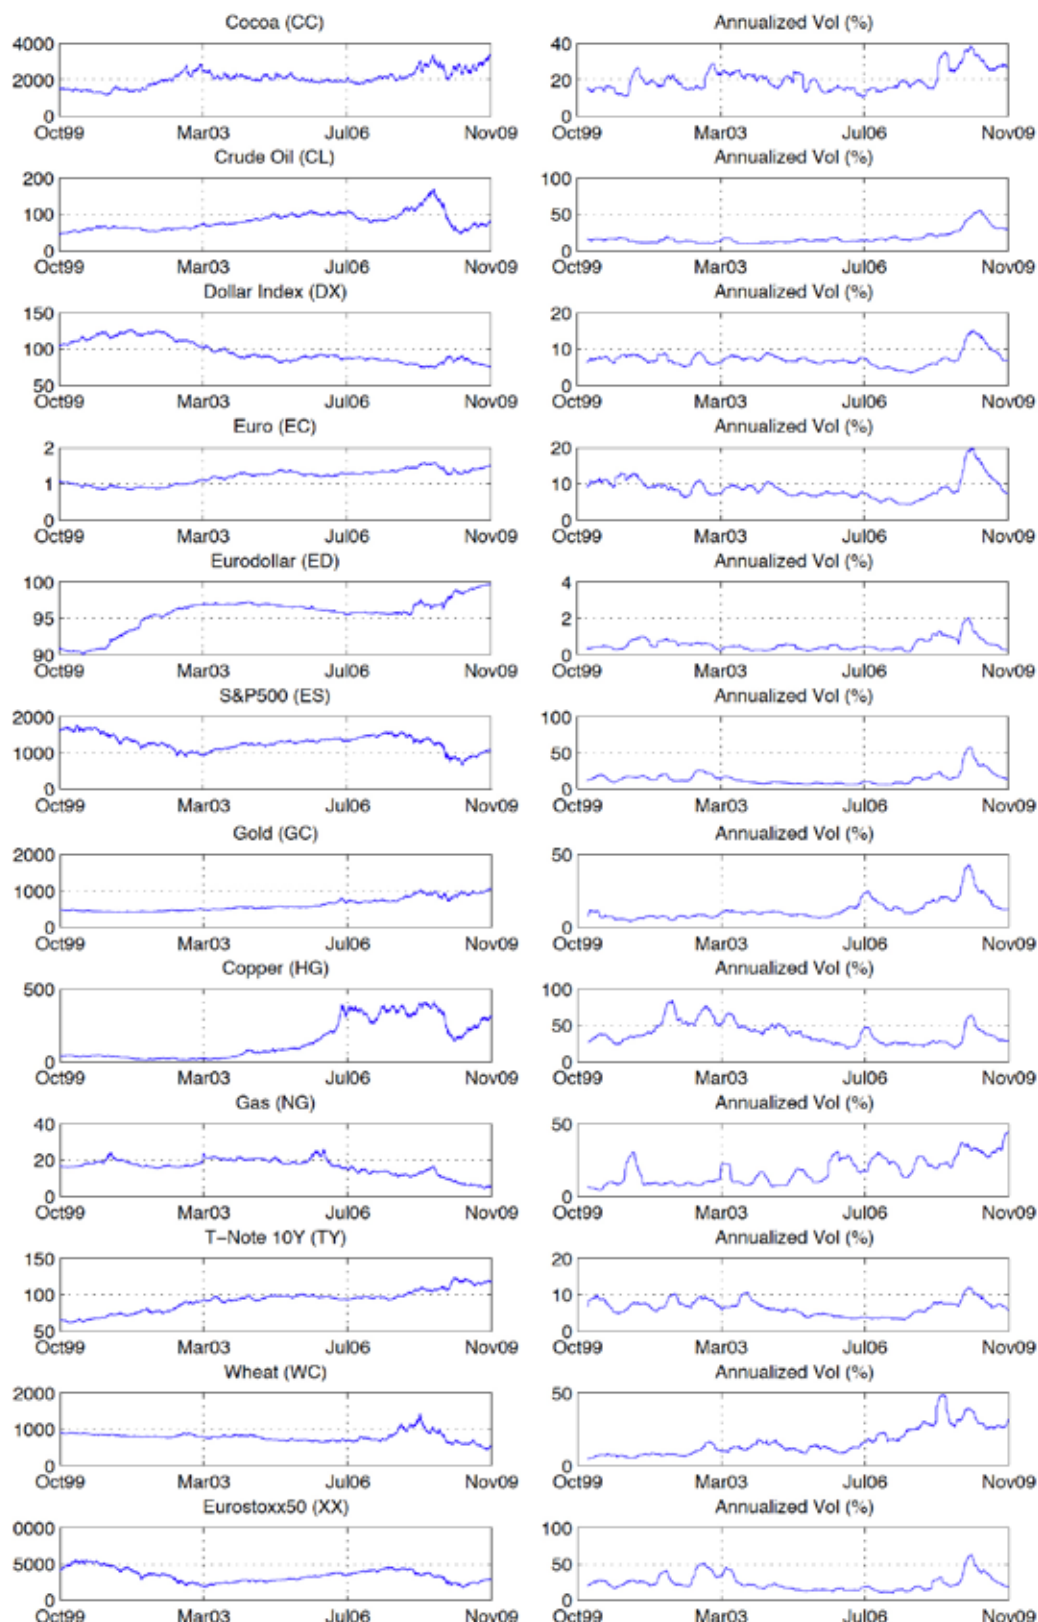 Cocoa (CC) Annualized Vol (%)
4000 40
2000 20
0 0
Oct99 Mar03 Jul06 Nov09 Oct99 Mar03 Jul06 Nov09
Crude Oil (CL) Annualized Vol (%)
200 100
100 50
0 0
Oct99 Mar03 Jul06 Nov09 Oct99 Mar03 Jul06 Nov09
Dollar Index (DX) Annualized Vol (%)
150 20
100 10
50 0
Oct99 Mar03 Jul06 Nov09 Oct99 Mar03 Jul06 Nov09
Euro (EC) Annualized Vol (%)
2 20
1 10
0 0
Oct99 Mar03 Jul06 Nov09 Oct99 Mar03 Jul06 Nov09
Eurodollar (ED) Annualized Vol (%)
100 4
95 2
90 0
Oct99 Mar03 Jul06 Nov09 Oct99 Mar03 Jul06 Nov09
S&P500 (ES) Annualized Vol (%)
2000 100
1000 50
0 0
Oct99 Mar03 Jul06 Nov09 Oct99 Mar03 Jul06 Nov09
Gold (GC) Annualized Vol (%)
2000 50
1000
0 0
Oct99 Mar03 Jul06 Nov09 Oct99 Mar03 Jul06 Nov09
Copper (HG) Annualized Vol (%)
500 100
50
0 0
Oct99 Mar03 Jul06 Nov09 Oct99 Mar03 Jul06 Nov09
Gas (NG) Annualized Vol (%)
40 50
20
0 0
Oct99 Mar03 Jul06 Nov09 Oct99 Mar03 Jul06 Nov09
T-Note 10Y (TY) Annualized Vol (%)
150 20
100 10
50 0
Oct99 Mar03 Jul06 Nov09 Oct99 Mar03 Jul06 Nov09
Wheat (WC) Annualized Vol (%)
2000 50
1000
0 0
Oct99 Mar03 Jul06 Nov09 Oct99 Mar03 Jul06 Nov09
Eurostoxx50 (XX) Annualized Vol (%)
0000 100
5000 50
0 0
Oct99 Mar03 Jul06 Nov09 Oct99 Mar03 Jul06 Nov09